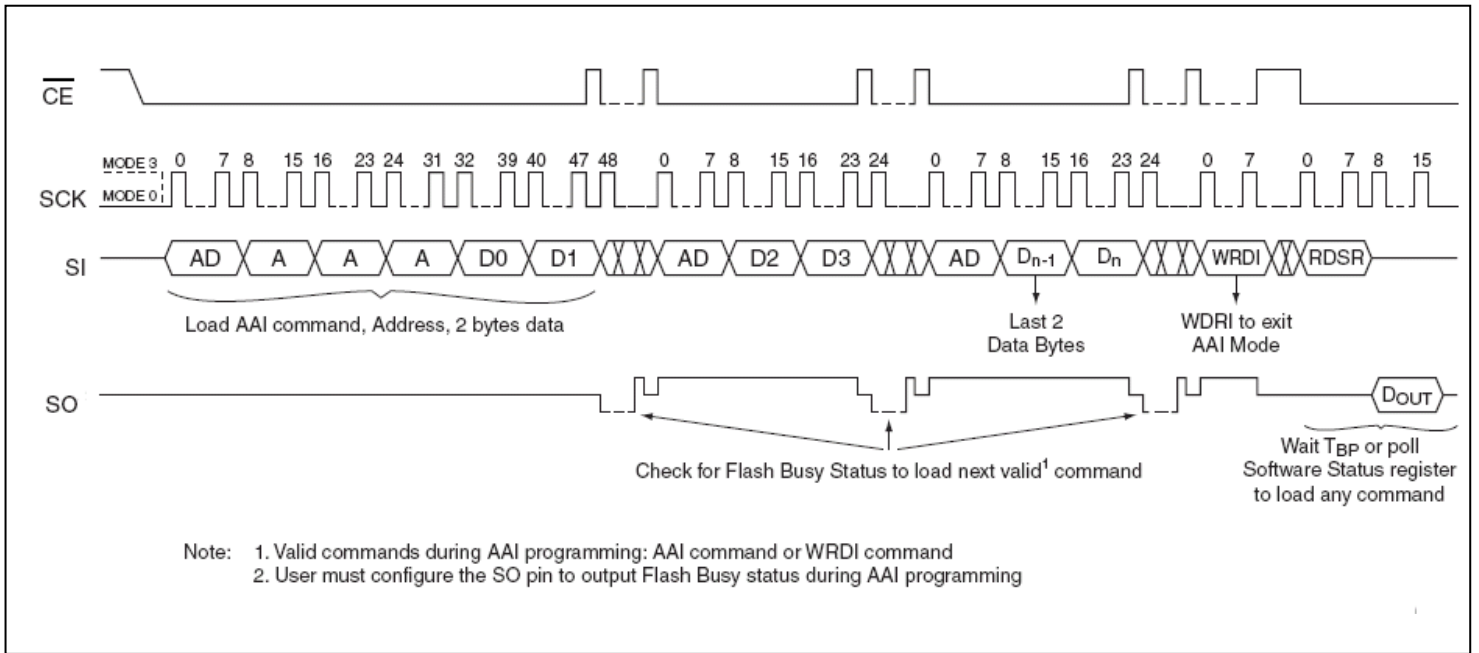 CE
MODE 3 0 7 8 15 16 23 24 31 32 39 40 47 48 0 7 8 15 16 23 24 0 7 8 15 16 23 24 0 7 0 7 8 15
SCK MODE 0
SI AD A A A D0 D1 AD D2 D3 AD Dn-1 Dn WRDI RDSR
Load AAI command, Address, 2 bytes data
Last 2
Data Bytes
WDRI to exit
AAI Mode
SO DOUT
Check for Flash Busy Status to load next valid1 command
Wait TBP or poll
Software Status register
to load any command
Note: 1. Valid commands during AAI programming: AAI command or WRDI command
2. User must configure the SO pin to output Flash Busy status during AAI programming